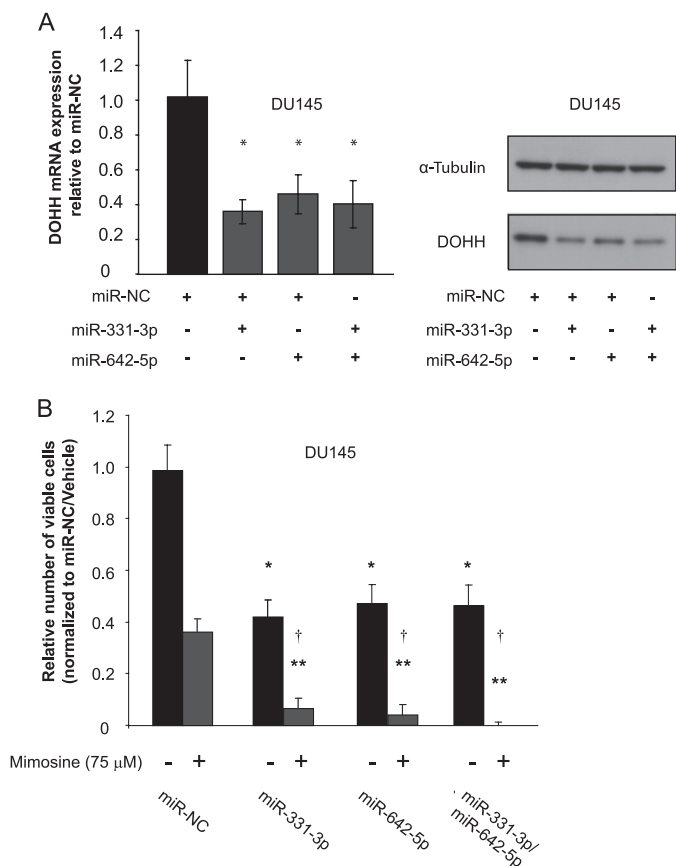 A
DOHH mRNA expression
relative to miR-NC
1.4
1.2
1.0
0.8
0.6
0.4
0.2
0
DU145
* * *
miR-NC + + + -
miR-331-3p - + - +
miR-642-5p - - + +
DU145
α-Tubulin
DOHH
miR-NC + + + -
miR-331-3p - + - +
miR-642-5p - - + +
B
Relative number of viable cells
(normalized to miR-NC/Vehicle)
1.2
1.0
0.8
0.6
0.4
0.2
0
DU145
* * *
† † †
** ** **
Mimosine (75 μM) - + - + - + - +
miR-NC
miR-331-3p
miR-642-5p
miR-331-3p/
miR-642-5p